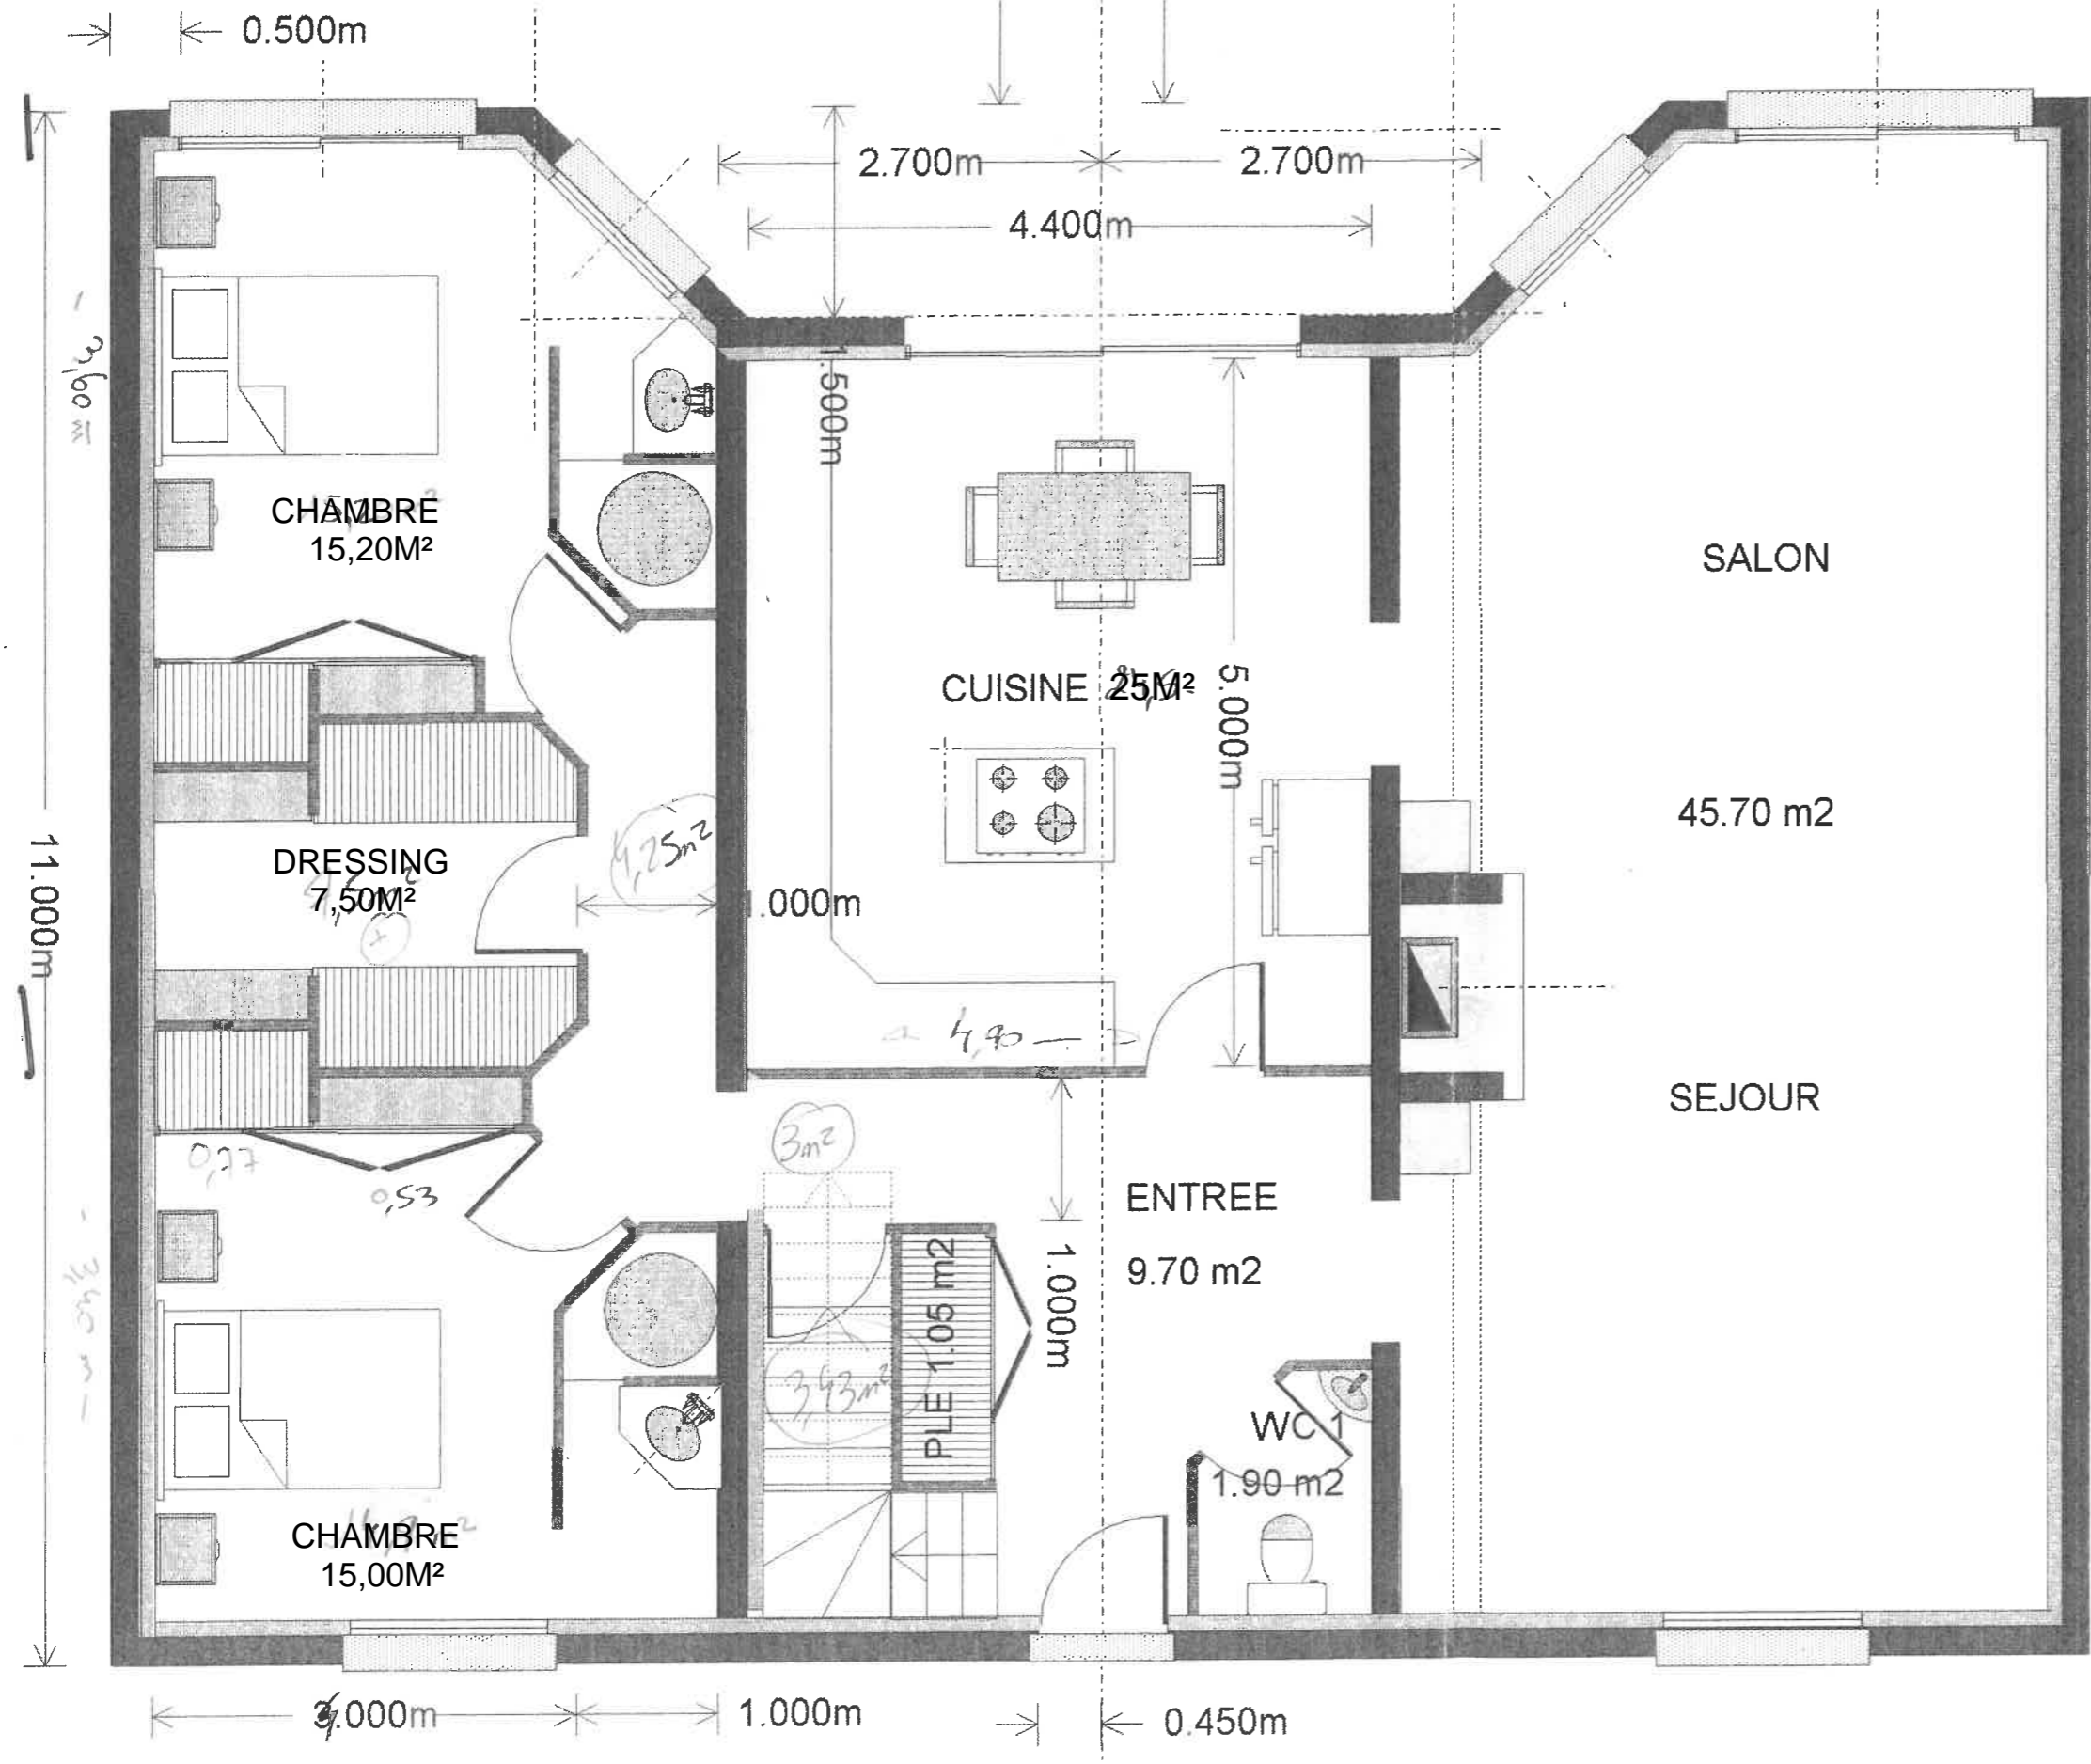 0.500m
2.700m
2.700m
4.400m
1.500m
3,60 m
CHAMBRE
15,20M²
SALON
CUISINE 25M²
5.000m
45.70 m2
11.000m
DRESSING
7,50M²
4,25m²
1.000m
4,90
SEJOUR
3m²
0,77
0,53
ENTREE
9.70 m2
PLE 1.05 m2
1.000m
3,43m²
WC 1
1.90 m2
CHAMBRE
15,00M²
.000m
1.000m
0.450m